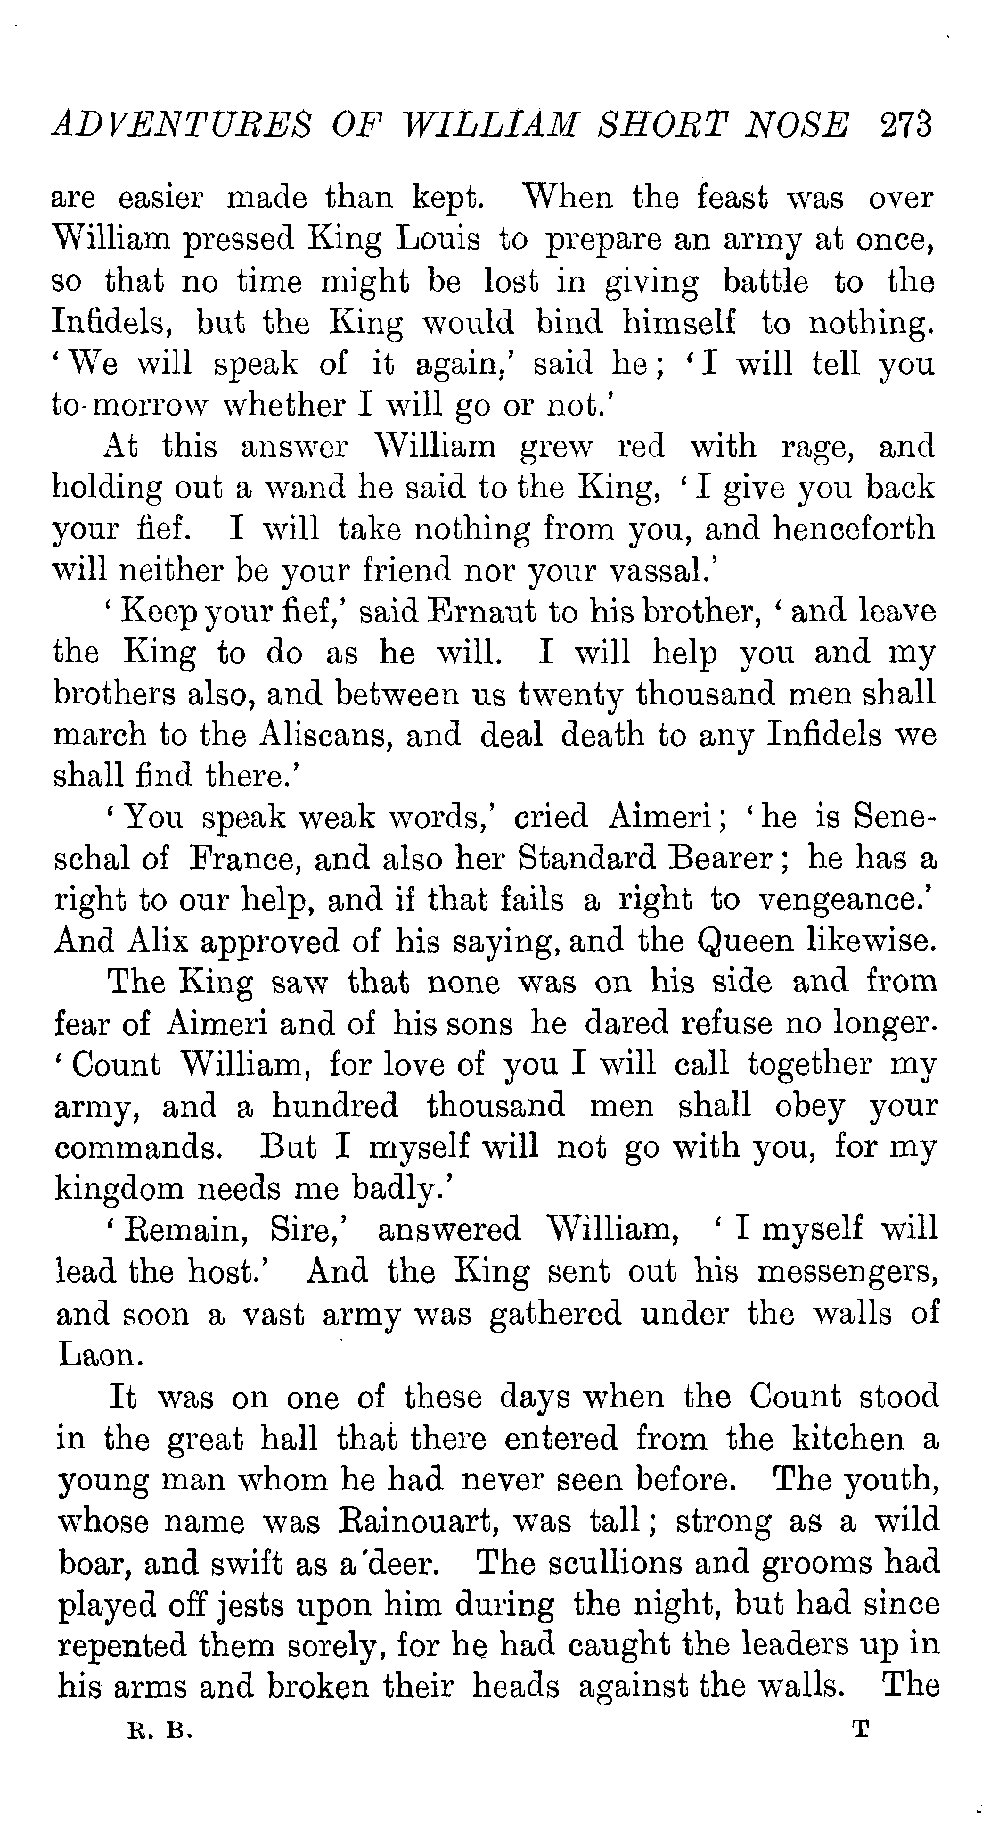 ADVENTURES OF WILLIAM SHORT NOSE 273
are easier made than kept. When the feast was over
William pressed King Louis to prepare an army at once,
so that no time might be lost in giving battle to the
Infidels, but the King would bind himself to nothing.
‘We will speak of it again,’ said he; ‘I will tell you
to-morrow whether I will go or not.’
At this answer William grew red with rage, and
holding out a wand he said to the King, ‘I give you back
your fief. I will take nothing from you, and henceforth
will neither be your friend nor your vassal.’
‘Keep your fief,’ said Ernaut to his brother, ‘and leave
the King to do as he will. I will help you and my
brothers also, and between us twenty thousand men shall
march to the Aliscans, and deal death to any Infidels we
shall find there.’
‘You speak weak words,’ cried Aimeri; ‘he is Sene-
schal of France, and also her Standard Bearer; he has a
right to our help, and if that fails a right to vengeance.’
And Alix approved of his saying, and the Queen likewise.
The King saw that none was on his side and from
fear of Aimeri and of his sons he dared refuse no longer.
‘Count William, for love of you I will call together my
army, and a hundred thousand men shall obey your
commands. But I myself will not go with you, for my
kingdom needs me badly.’
‘Remain, Sire,’ answered William, ‘I myself will
lead the host.’ And the King sent out his messengers,
and soon a vast army was gathered under the walls of
Laon.
It was on one of these days when the Count stood
in the great hall that there entered from the kitchen a
young man whom he had never seen before. The youth,
whose name was Rainouart, was tall; strong as a wild
boar, and swift as a deer. The scullions and grooms had
played off jests upon him during the night, but had since
repented them sorely, for he had caught the leaders up in
his arms and broken their heads against the walls. The
R. B. T